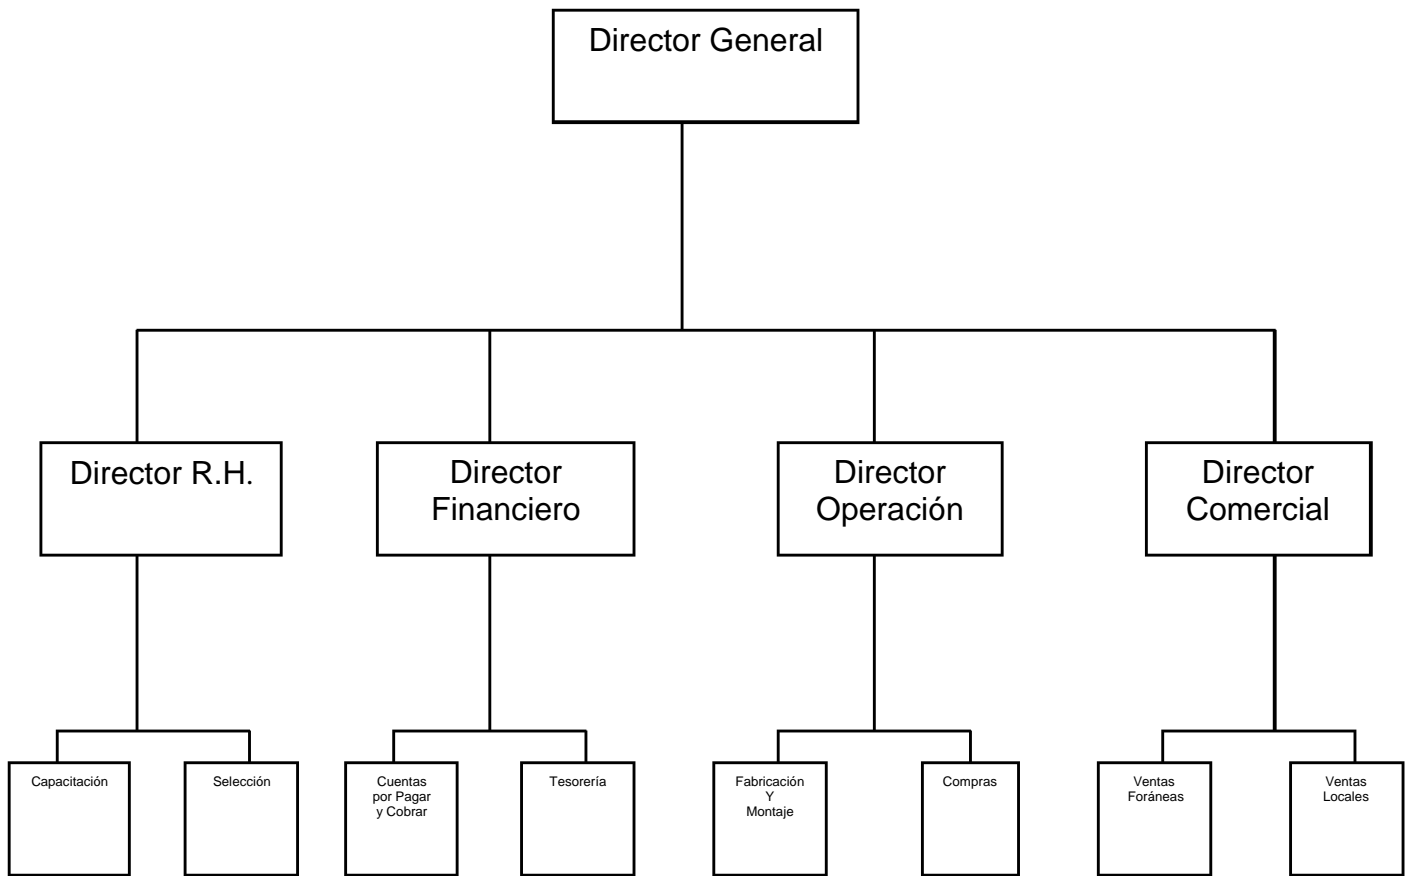 Director General
Director R.H.
Director
Financiero
Director
Operación
Director
Comercial
Capacitación
Selección
Cuentas
por Pagar
y Cobrar
Tesorería
Fabricación
Y
Montaje
Compras
Ventas
Foráneas
Ventas
Locales